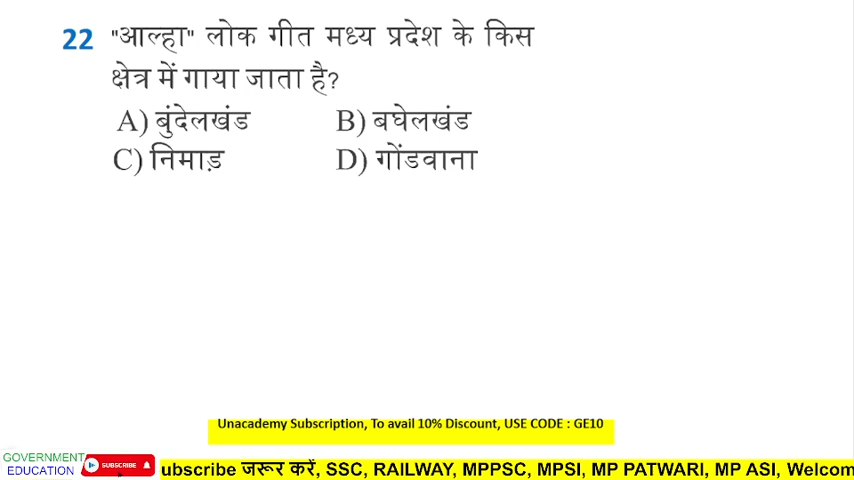 22 "आल्हा" लोक गीत मध्य प्रदेश के किस
क्षेत्र में गाया जाता है?
A) बुंदेलखंड B) बघेलखंड
C) निमाड़ D) गोंडवाना
Unacademy Subscription, To avail 10% Discount, USE CODE : GE10
GOVERNMENT
EDUCATION
SUBSCRIBE
ubscribe जरूर करें, SSC, RAILWAY, MPPSC, MPSI, MP PATWARI, MP ASI, Welcom